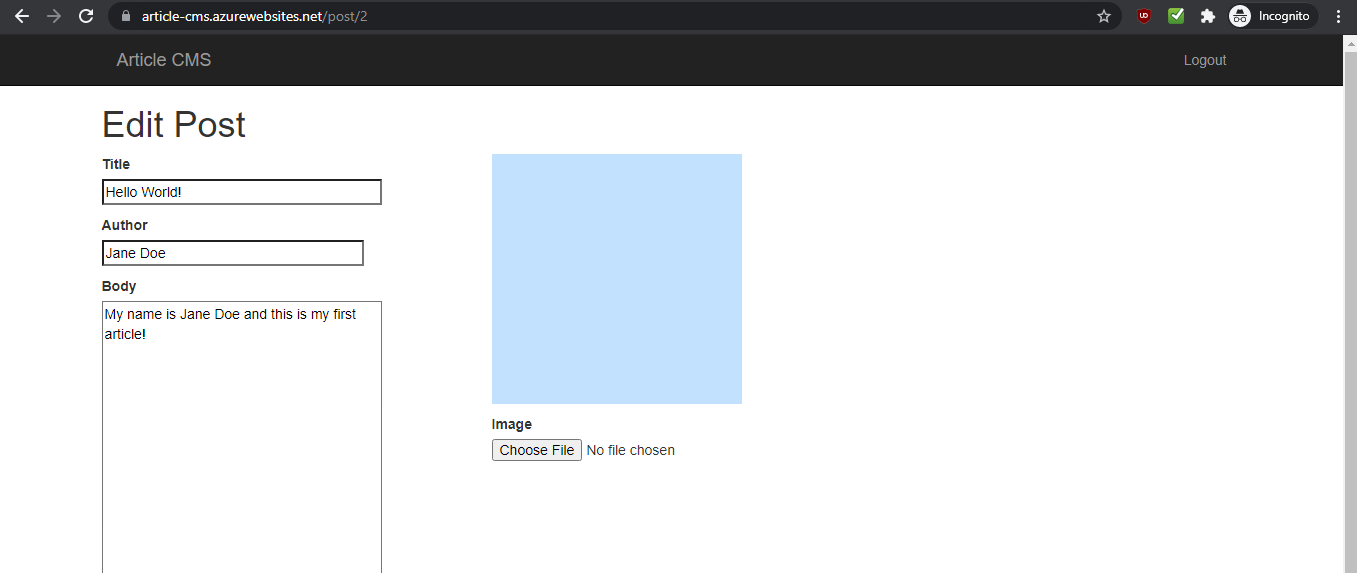 article-cms.azurewebsites.net/post/2
Incognito
Article CMS
Logout
Edit Post
Title
Hello World!
Author
Jane Doe
Body
My name is Jane Doe and this is my first
article!
Image
Choose File No file chosen